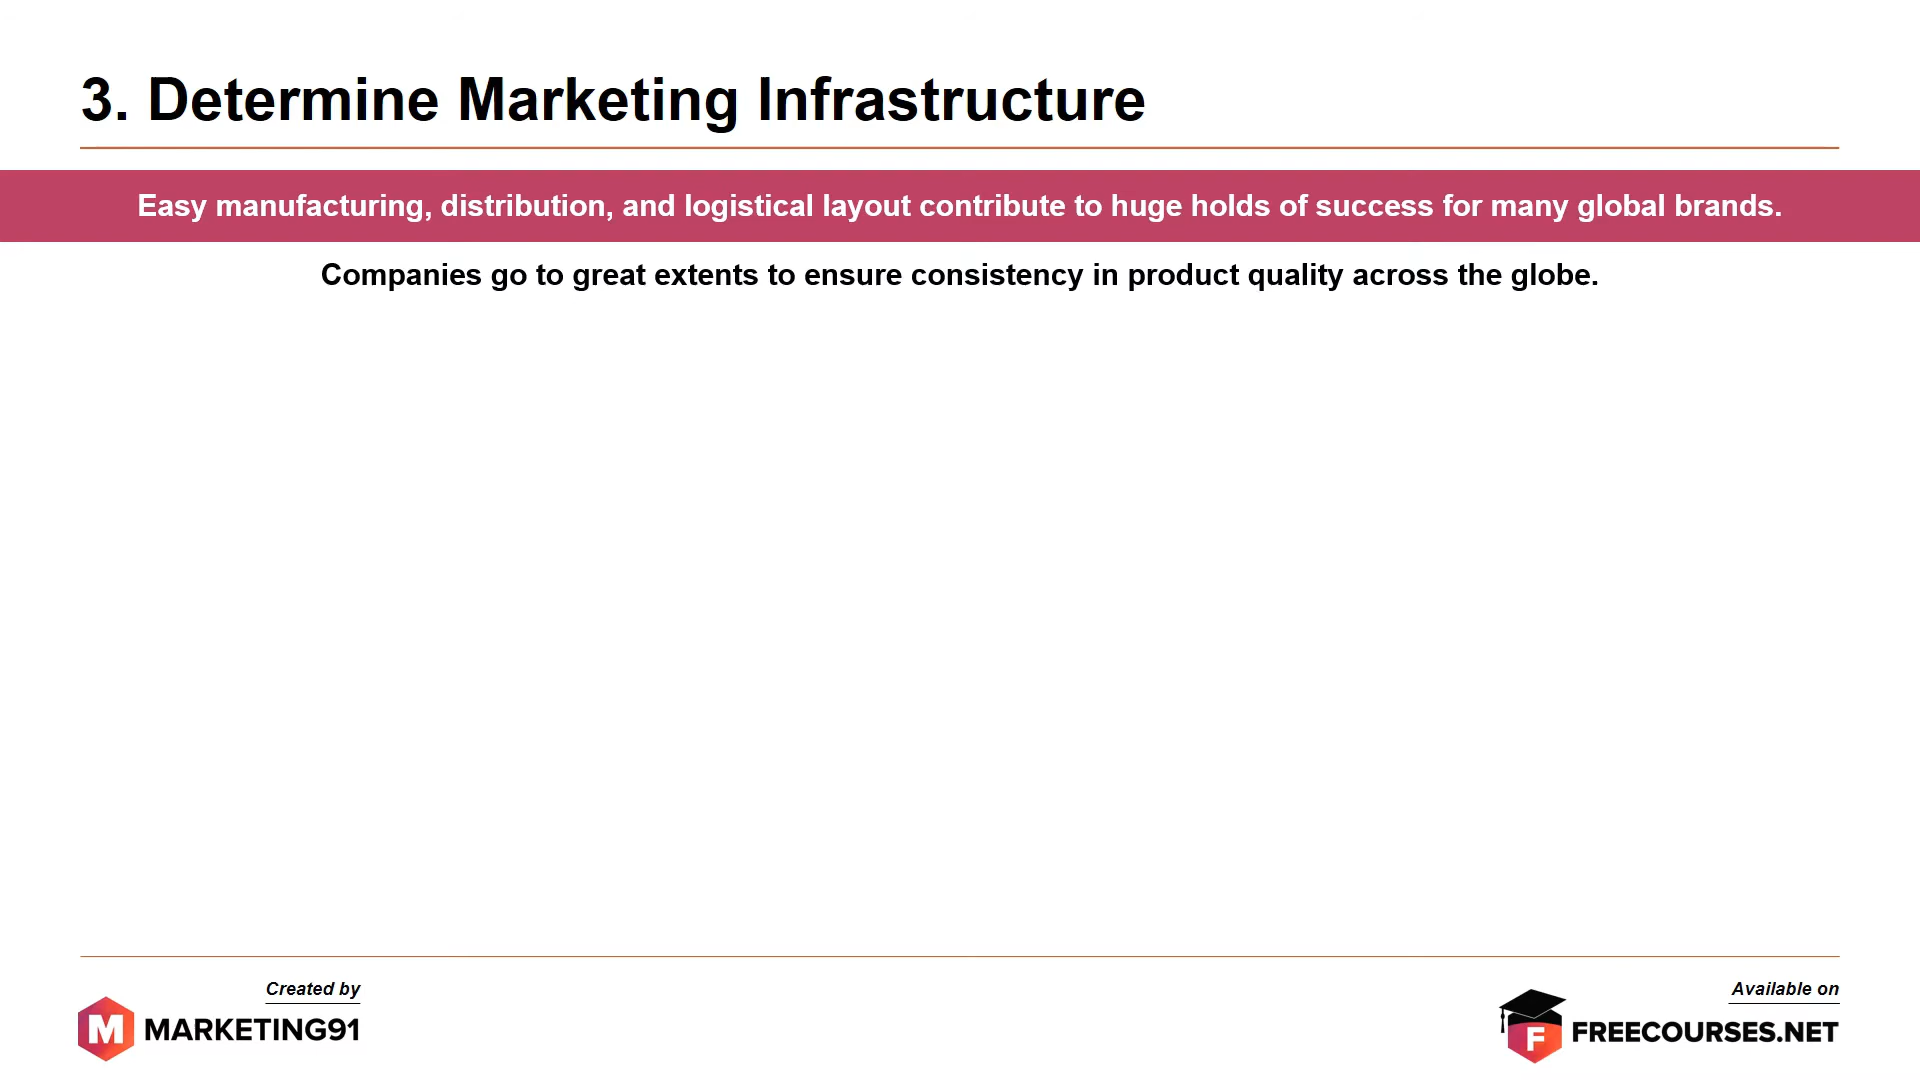 3. Determine Marketing Infrastructure
Easy manufacturing, distribution, and logistical layout contribute to huge holds of success for many global brands.
Companies go to great extents to ensure consistency in product quality across the globe.
Created by
M MARKETING91
Available on
F FREECOURSES.NET